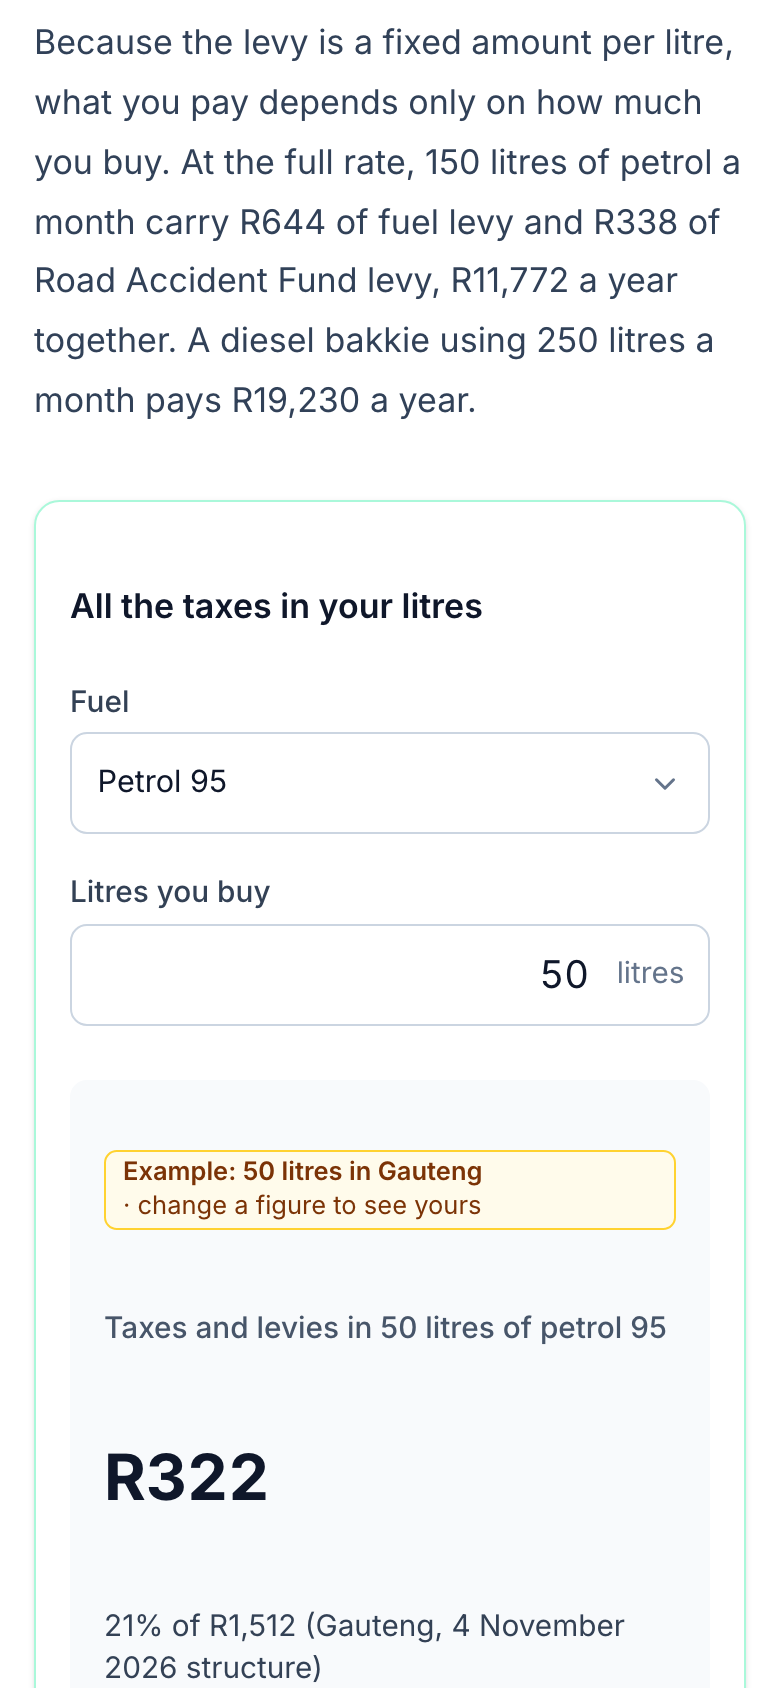 Because the levy is a fixed amount per litre,
what you pay depends only on how much
you buy. At the full rate, 150 litres of petrol a
month carry R644 of fuel levy and R338 of
Road Accident Fund levy, R11,772 a year
together. A diesel bakkie using 250 litres a
month pays R19,230 a year.
All the taxes in your litres
Fuel
Petrol 95
Litres you buy
50 litres
Example: 50 litres in Gauteng
· change a figure to see yours
Taxes and levies in 50 litres of petrol 95
R322
21% of R1,512 (Gauteng, 4 November
2026 structure)